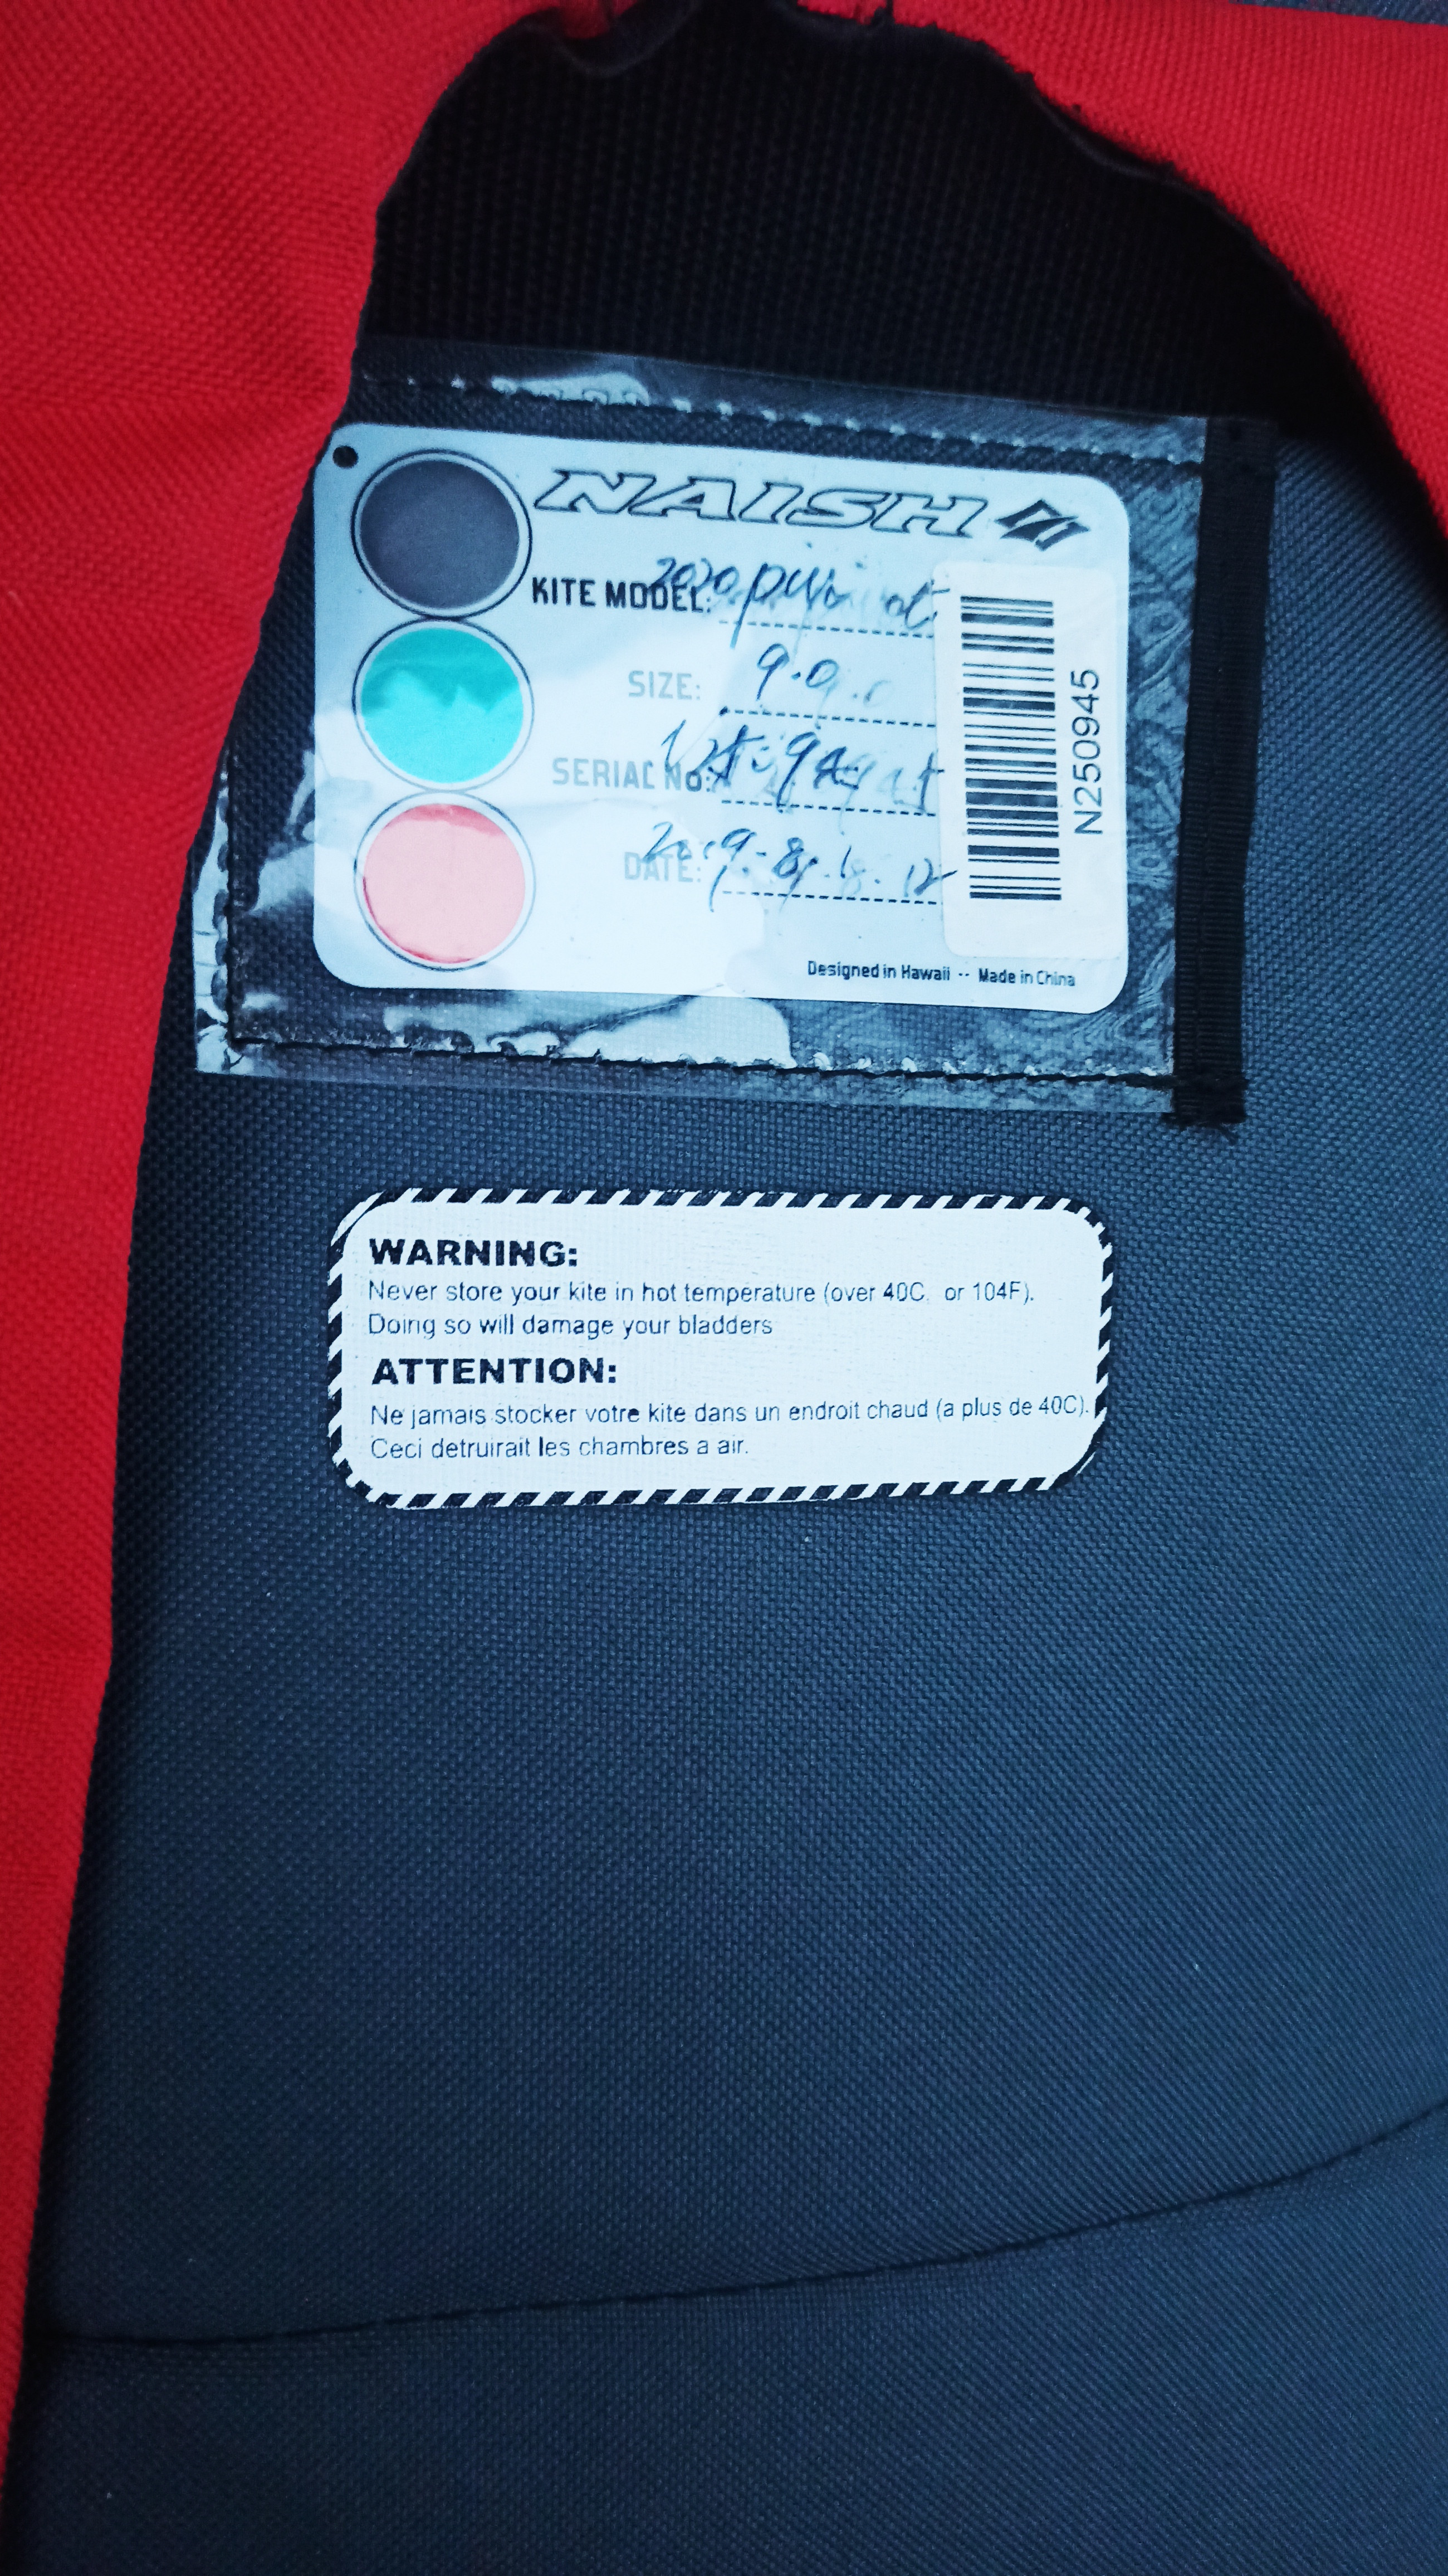 NAISH
KITE MODEL: 2020 pivot
SIZE: 9.0
SERIAL No:
DATE:
N250945
Designed in Hawaii -- Made in China
WARNING:
Never store your kite in hot temperature (over 40C. or 104F).
Doing so will damage your bladders
ATTENTION:
Ne jamais stocker votre kite dans un endroit chaud (a plus de 40C).
Ceci detruirait les chambres a air.